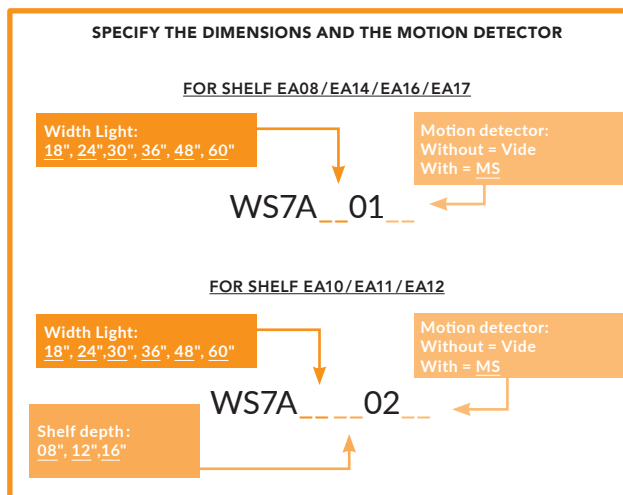 SPECIFY THE DIMENSIONS AND THE MOTION DETECTOR
FOR SHELF EA08/EA14/EA16/EA17
Width Light:
18", 24",30", 36", 48", 60"
Motion detector:
Without = Vide
With = MS
WS7A__01__
FOR SHELF EA10/EA11/EA12
Width Light:
18", 24",30", 36", 48", 60"
Motion detector:
Without = Vide
With = MS
WS7A____02__
Shelf depth:
08", 12",16"